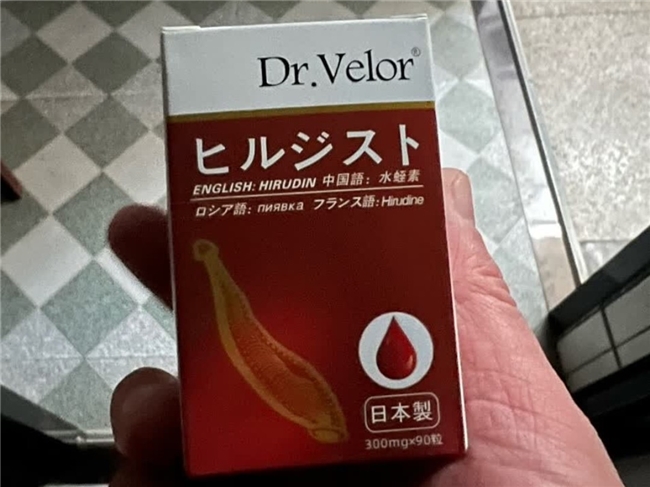 Dr.Velor®
ヒルジスト
ENGLISH: HIRUDIN 中国語：水蛭素
ロシア語：пиявка フランス語：Hirudine
日本製
300mg×90粒